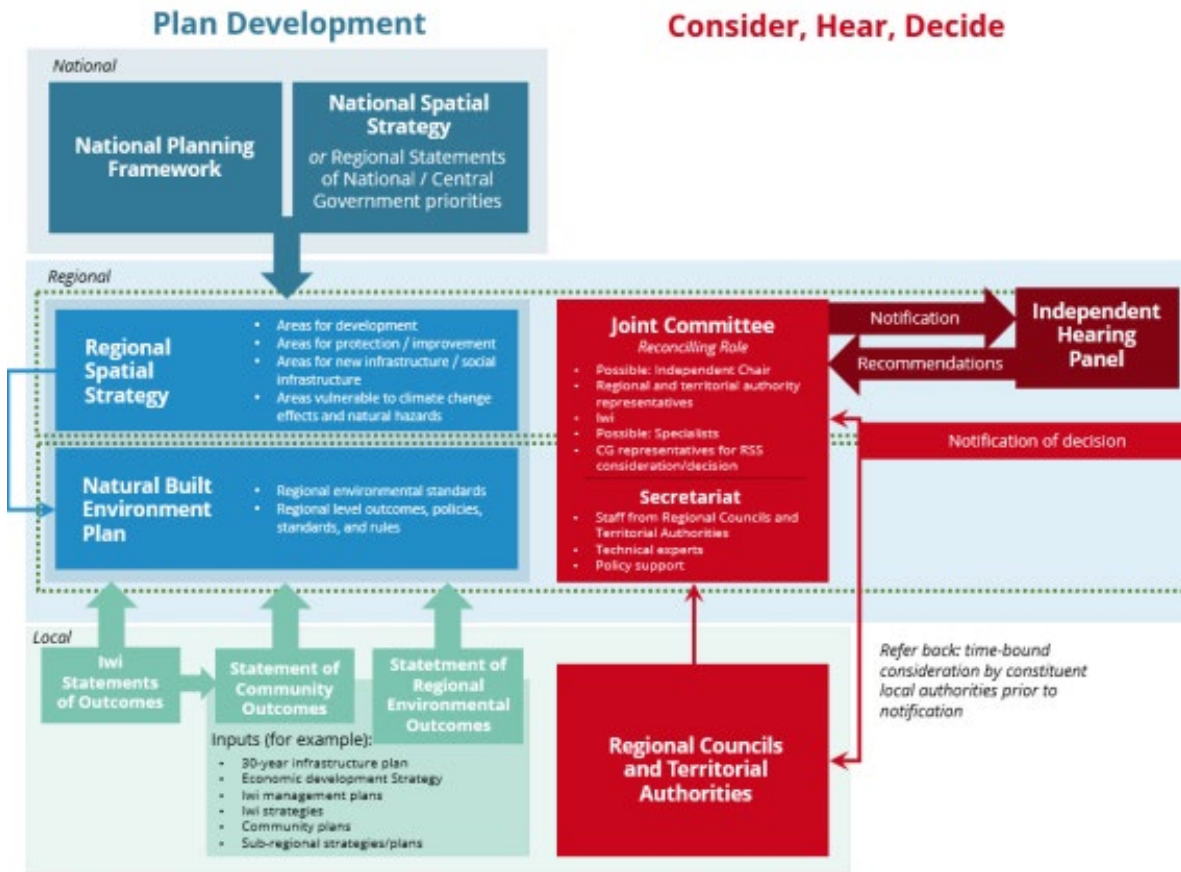 Plan Development
Consider, Hear, Decide
National
National Planning
Framework
National Spatial
Strategy
or Regional Statements
of National / Central
Government priorities
Regional
Regional
Spatial
Strategy
• Areas for development
• Areas for protection / improvement
• Areas for new infrastructure / social
infrastructure
• Areas vulnerable to climate change
effects and natural hazards
Natural Built
Environment
Plan
• Regional environmental standards
• Regional level outcomes, policies,
standards, and rules
Joint Committee
Reconciling Role
• Possible: Independent Chair
• Regional and territorial authority
representatives
• Iwi
• Possible: Specialists
• CG representatives for RSS
consideration/decision
Secretariat
• Staff from Regional Councils and
Territorial Authorities
• Technical experts
• Policy support
Notification
Recommendations
Independent
Hearing
Panel
Notification of decision
Local
Iwi
Statements
of Outcomes
Statement of
Community
Outcomes
Statetment of
Regional
Environmental
Outcomes
Inputs (for example):
• 30-year infrastructure plan
• Economic development Strategy
• Iwi management plans
• Iwi strategies
• Community plans
• Sub-regional strategies/plans
Regional Councils
and Territorial
Authorities
Refer back: time-bound
consideration by constituent
local authorities prior to
notification